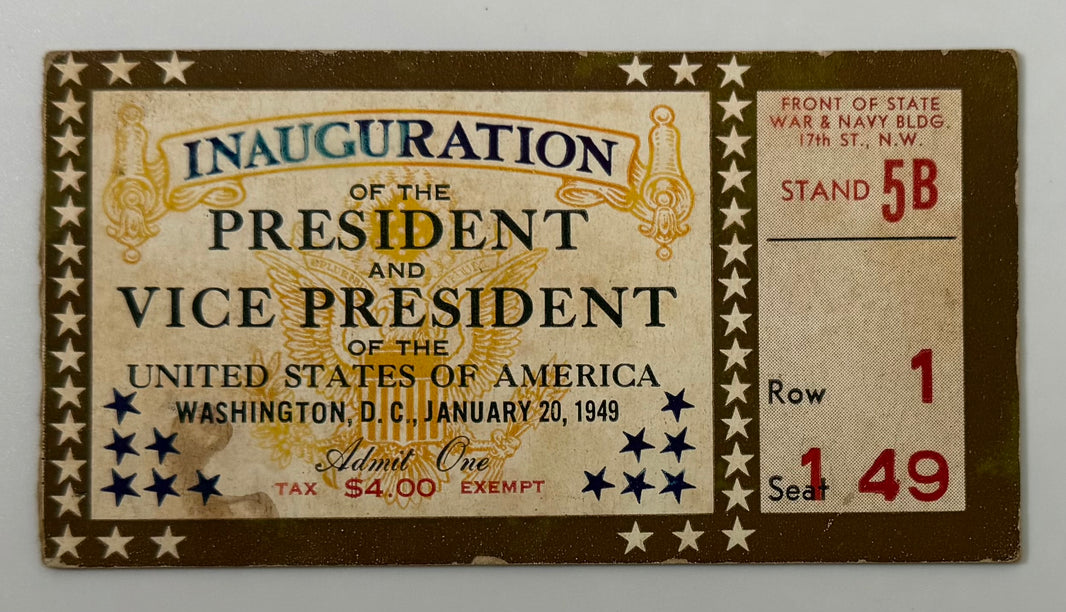 INAUGURATION
OF THE
PRESIDENT
AND
VICE PRESIDENT
OF THE
UNITED STATES OF AMERICA
WASHINGTON, D. C., JANUARY 20, 1949
Admit One
TAX $4.00 EXEMPT
FRONT OF STATE
WAR & NAVY BLDG.
17th ST., N.W.
STAND 5B
Row 1
Seat 149